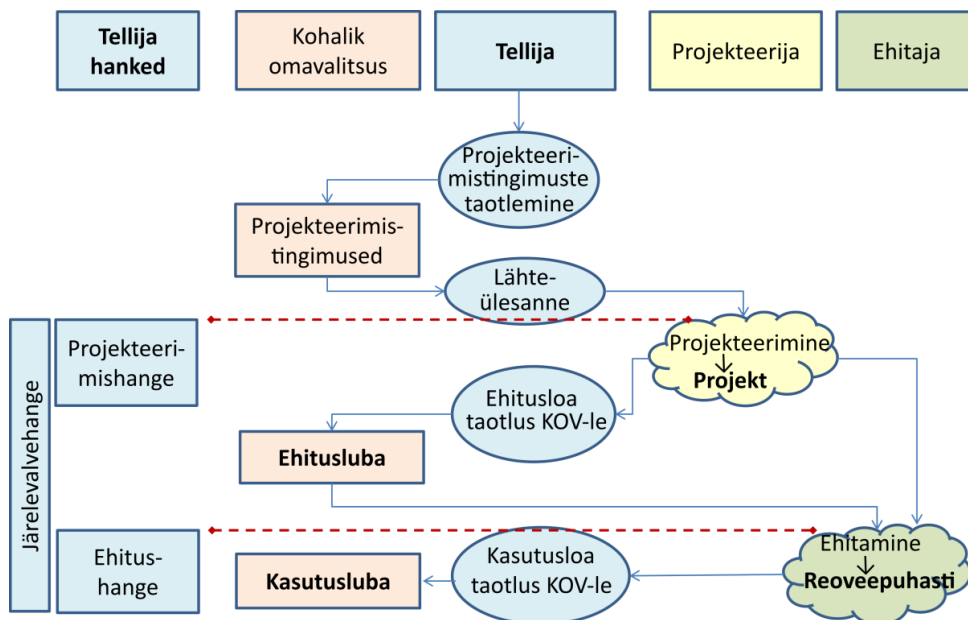 Tellija
hanked
Kohalik
omavalitsus
Tellija
Projekteerija
Ehitaja
Projekteeri-
mistingimuste
taotlemine
Projekteerimis-
tingimused
Lähte-
ülesanne
Järelevalvehange
Projekteeri-
mishange
Projekteerimine
Projekt
Ehitusloa
taotlus KOV-le
Ehitusluba
Ehitus-
hange
Kasutusluba
Kasutusloa
taotlus KOV-le
Ehitamine
Reoveepuhasti